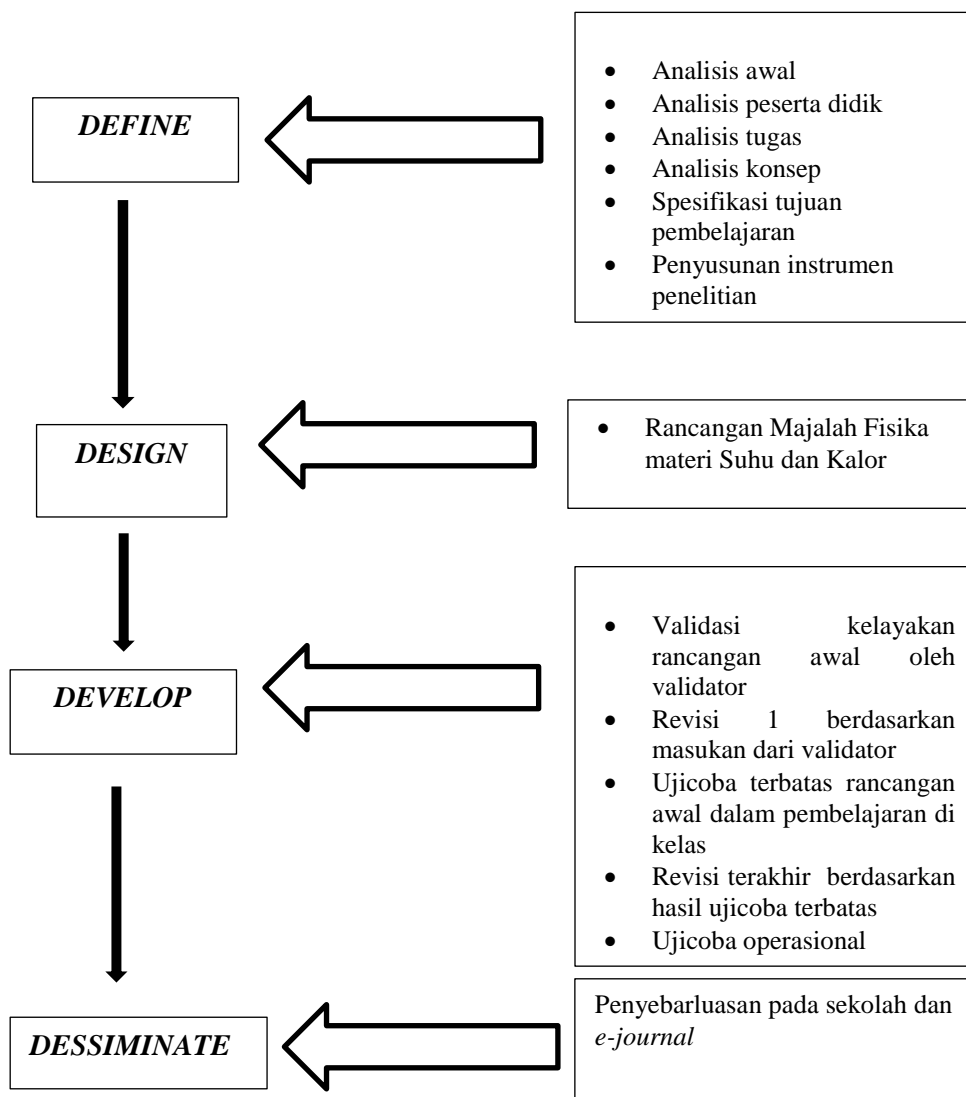 DEFINE
• Analisis awal
• Analisis peserta didik
• Analisis tugas
• Analisis konsep
• Spesifikasi tujuan
pembelajaran
• Penyusunan instrumen
penelitian
DESIGN
• Rancangan Majalah Fisika
materi Suhu dan Kalor
DEVELOP
• Validasi kelayakan
rancangan awal oleh
validator
• Revisi 1 berdasarkan
masukan dari validator
• Ujicoba terbatas rancangan
awal dalam pembelajaran di
kelas
• Revisi terakhir berdasarkan
hasil ujicoba terbatas
• Ujicoba operasional
DESSIMINATE
Penyebarluasan pada sekolah dan
e-journal